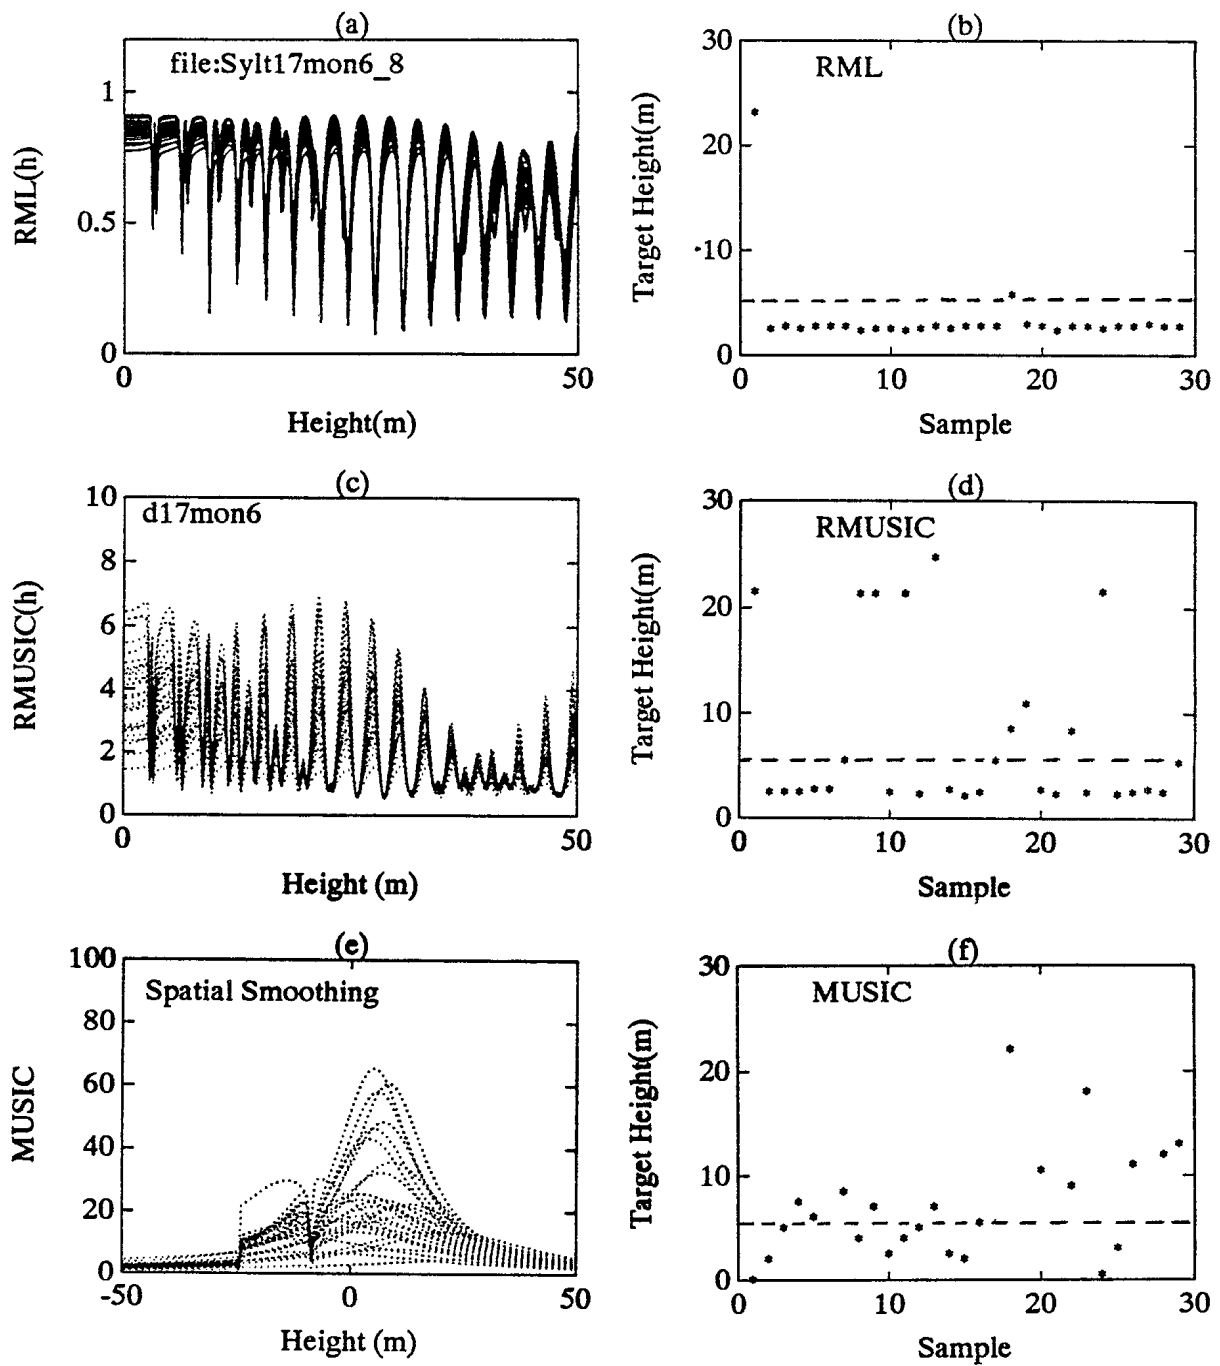 (a)
file:Sylt17mon6_8
1
0.5
0
RML(h)
0
50
Height(m)
(b)
RML
30
20
10
0
Target Height(m)
0
10
20
30
Sample
(c)
d17mon6
10
8
6
4
2
0
RMUSIC(h)
0
50
Height (m)
(d)
RMUSIC
30
20
10
0
Target Height(m)
0
10
20
30
Sample
(e)
Spatial Smoothing
100
80
60
40
20
0
MUSIC
-50
0
50
Height (m)
(f)
MUSIC
30
20
10
0
Target Height(m)
0
10
20
30
Sample